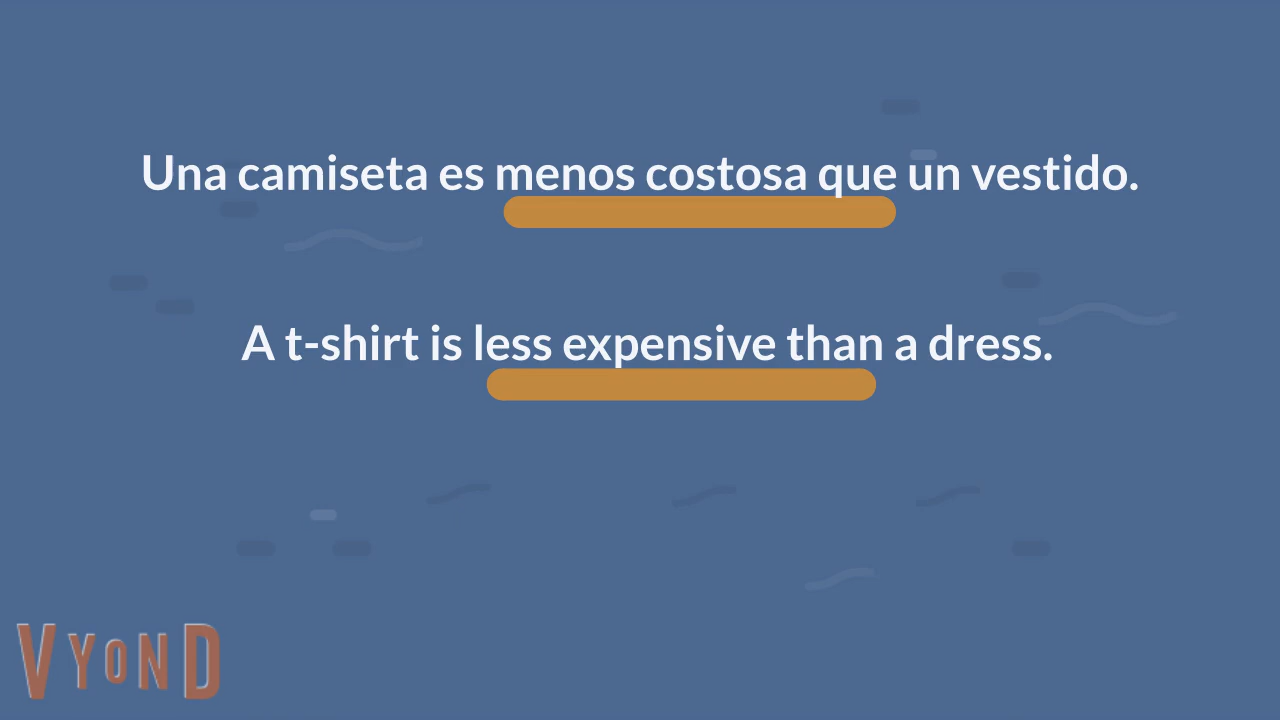 Una camiseta es menos costosa que un vestido.
A t-shirt is less expensive than a dress.
VYOND